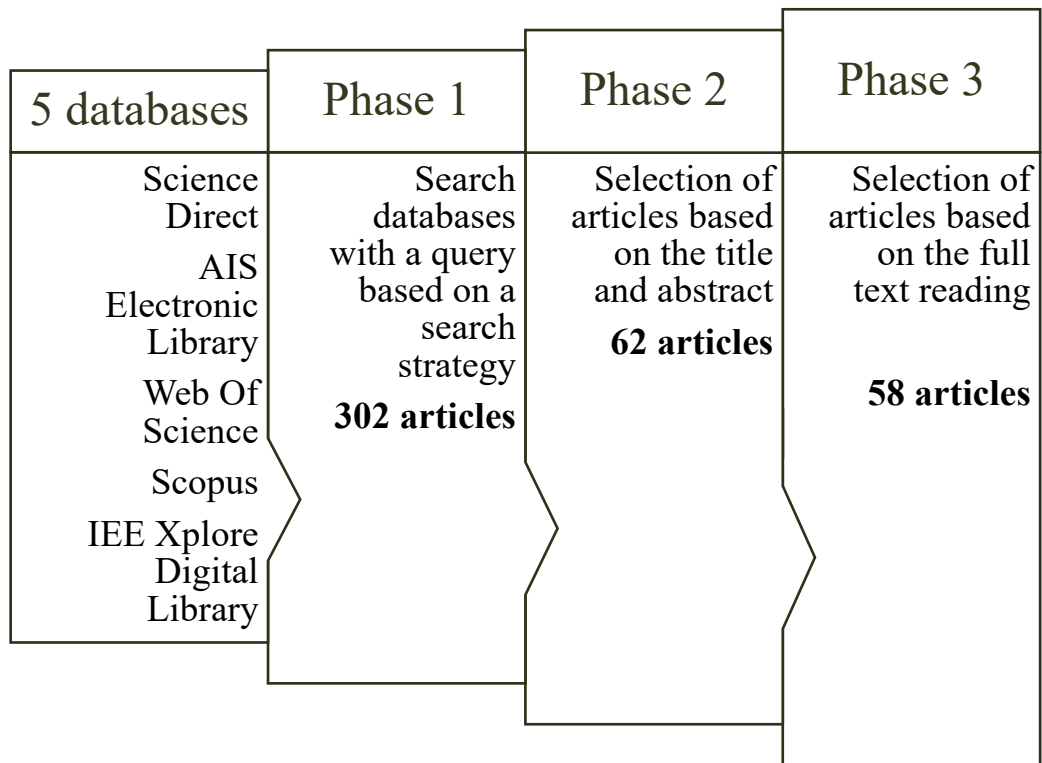 5 databases
Science
Direct
AIS
Electronic
Library
Web Of
Science
Scopus
IEE Xplore
Digital
Library
Phase 1
Search
databases
with a query
based on a
search
strategy
302 articles
Phase 2
Selection of
articles based
on the title
and abstract
62 articles
Phase 3
Selection of
articles based
on the full
text reading
58 articles